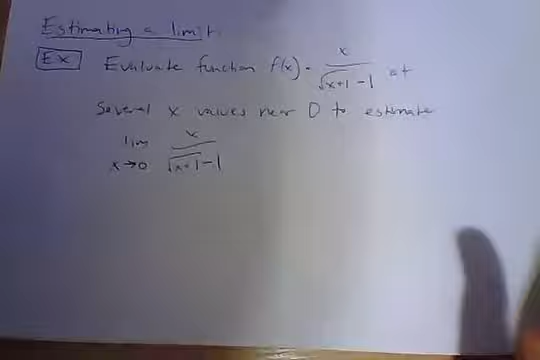 Estimating a limit
Ex Evaluate function f(x) = x/(√x+1 - 1) at
Several x values near 0 to estimate
lim x→0 x/(√x+1 - 1)